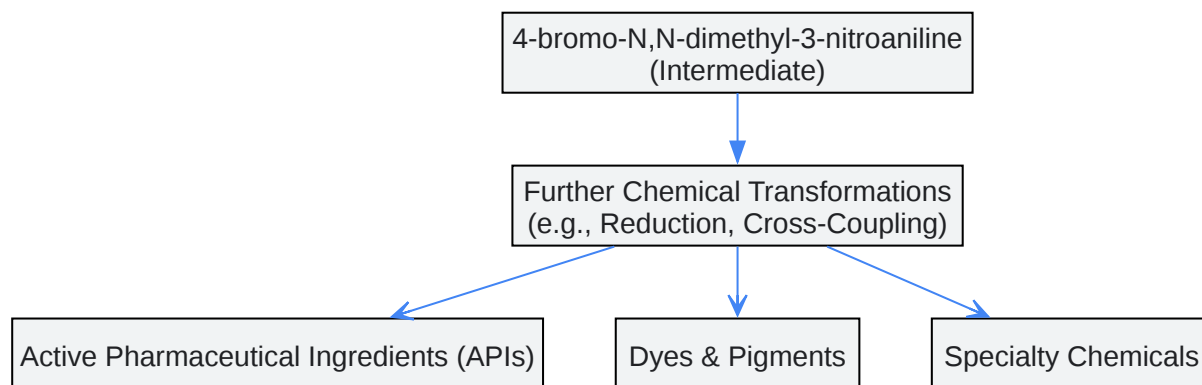 4-bromo-N,N-dimethyl-3-nitroaniline
(Intermediate)
Further Chemical Transformations
(e.g., Reduction, Cross-Coupling)
Active Pharmaceutical Ingredients (APIs)
Dyes & Pigments
Specialty Chemicals